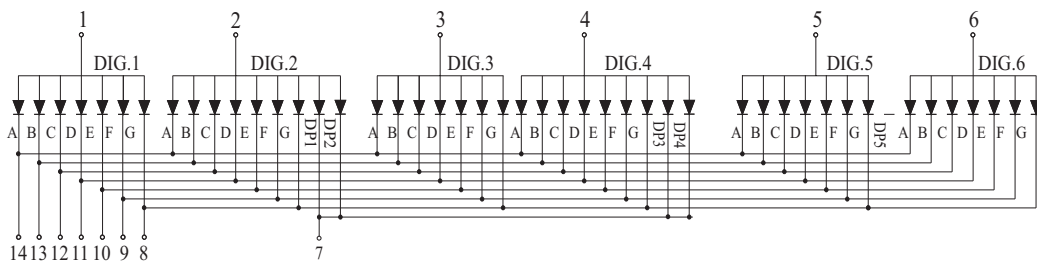 1 2 3 4 5 6
DIG.1 DIG.2 DIG.3 DIG.4 DIG.5 DIG.6
A B C D E F G A B C D E F G DP1 DP2 A B C D E F G A B C D E F G DP3 DP4 A B C D E F G DP5 A B C D E F G
14 13 12 11 10 9 8 7